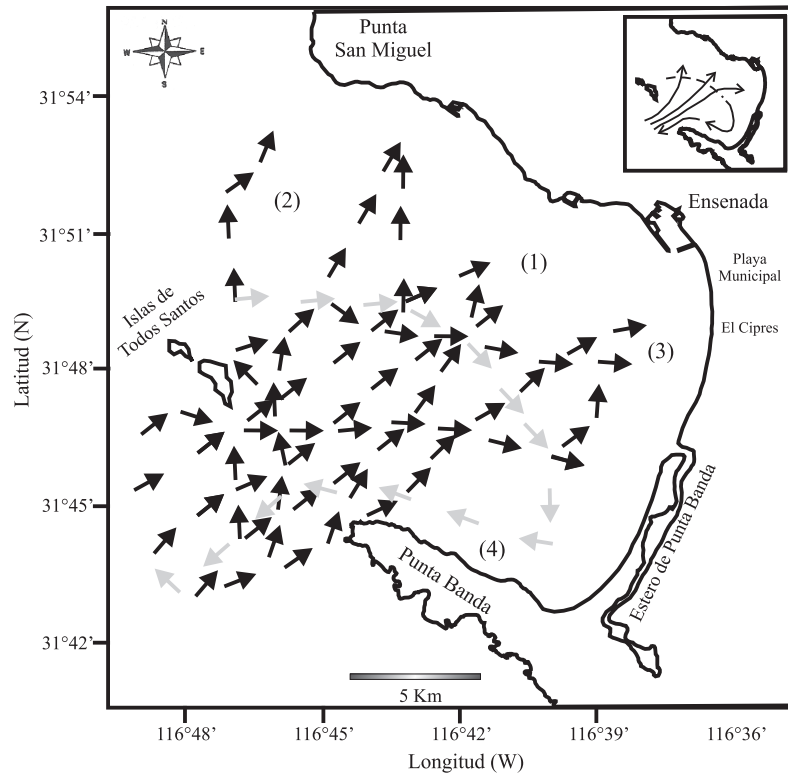 Punta
San Miguel
N
W
E
S
31°54’
(2)
Ensenada
31°51’
(1)
Playa
Municipal
Islas de
Todos Santos
El Cipres
(3)
31°48’
Latitud (N)
31°45’
(4)
Punta Banda
Estero de Punta Banda
31°42’
5 Km
116°48’
116°45’
116°42’
116°39’
116°36’
Longitud (W)